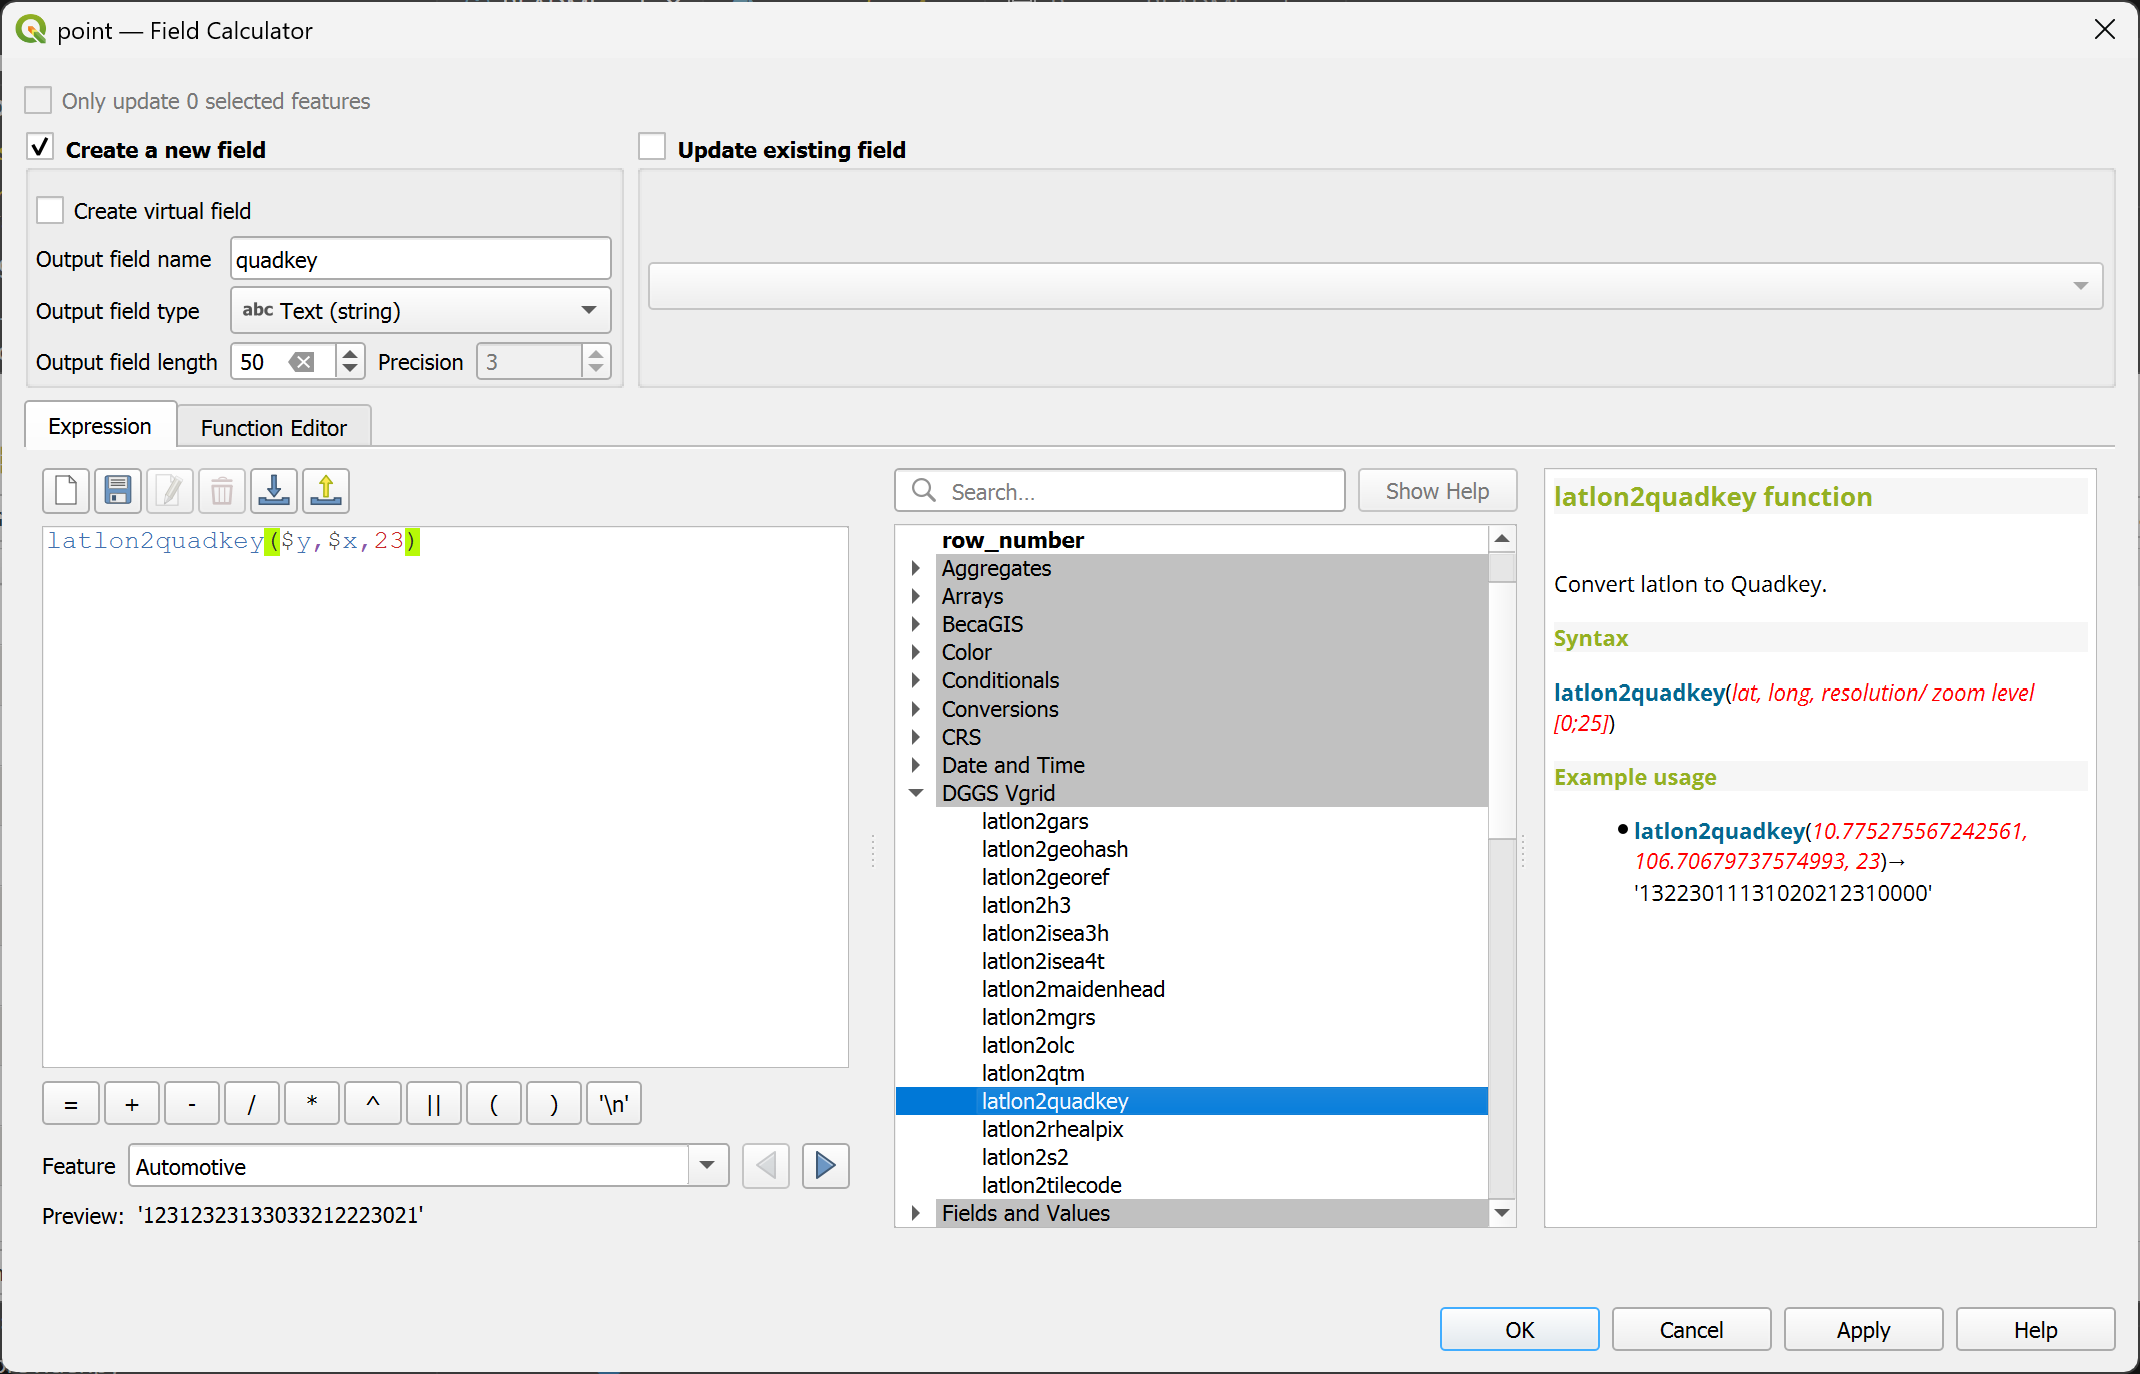 point — Field Calculator
Only update 0 selected features
Create a new field
Update existing field
Create virtual field
Output field name quadkey
Output field type abc Text (string)
Output field length 50 Precision 3
Expression Function Editor
Search... Show Help
latlon2quadkey($y,$x,23)
= + - / * ^ || ( ) '\n'
Feature Automotive
Preview: '12312323133033212223021'
row_number
Aggregates
Arrays
BecaGIS
Color
Conditionals
Conversions
CRS
Date and Time
DGGS Vgrid
latlon2gars
latlon2geohash
latlon2georef
latlon2h3
latlon2isea3h
latlon2isea4t
latlon2maidenhead
latlon2mgrs
latlon2olc
latlon2qtm
latlon2quadkey
latlon2rhealpix
latlon2s2
latlon2tilecode
Fields and Values
latlon2quadkey function
Convert latlon to Quadkey.
Syntax
latlon2quadkey(lat, long, resolution/ zoom level
[0;25])
Example usage
• latlon2quadkey(10.775275567242561,
106.70679737574993, 23)→
'13223011131020212310000'
OK Cancel Apply Help